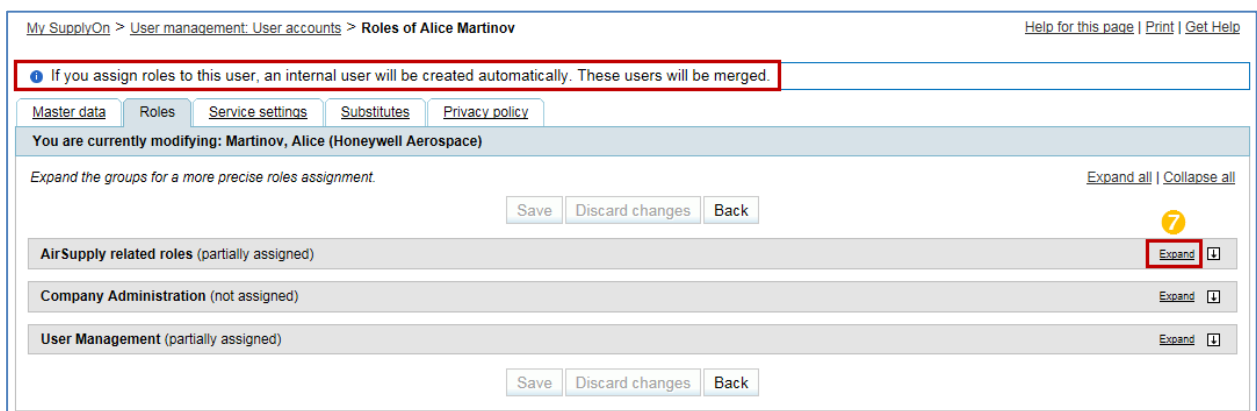 My SupplyOn > User management: User accounts > Roles of Alice Martinov Help for this page | Print | Get Help
If you assign roles to this user, an internal user will be created automatically. These users will be merged.
Master data Roles Service settings Substitutes Privacy policy
You are currently modifying: Martinov, Alice (Honeywell Aerospace)
Expand the groups for a more precise roles assignment. Expand all | Collapse all
Save Discard changes Back
7
AirSupply related roles (partially assigned) Expand
Company Administration (not assigned) Expand
User Management (partially assigned) Expand
Save Discard changes Back